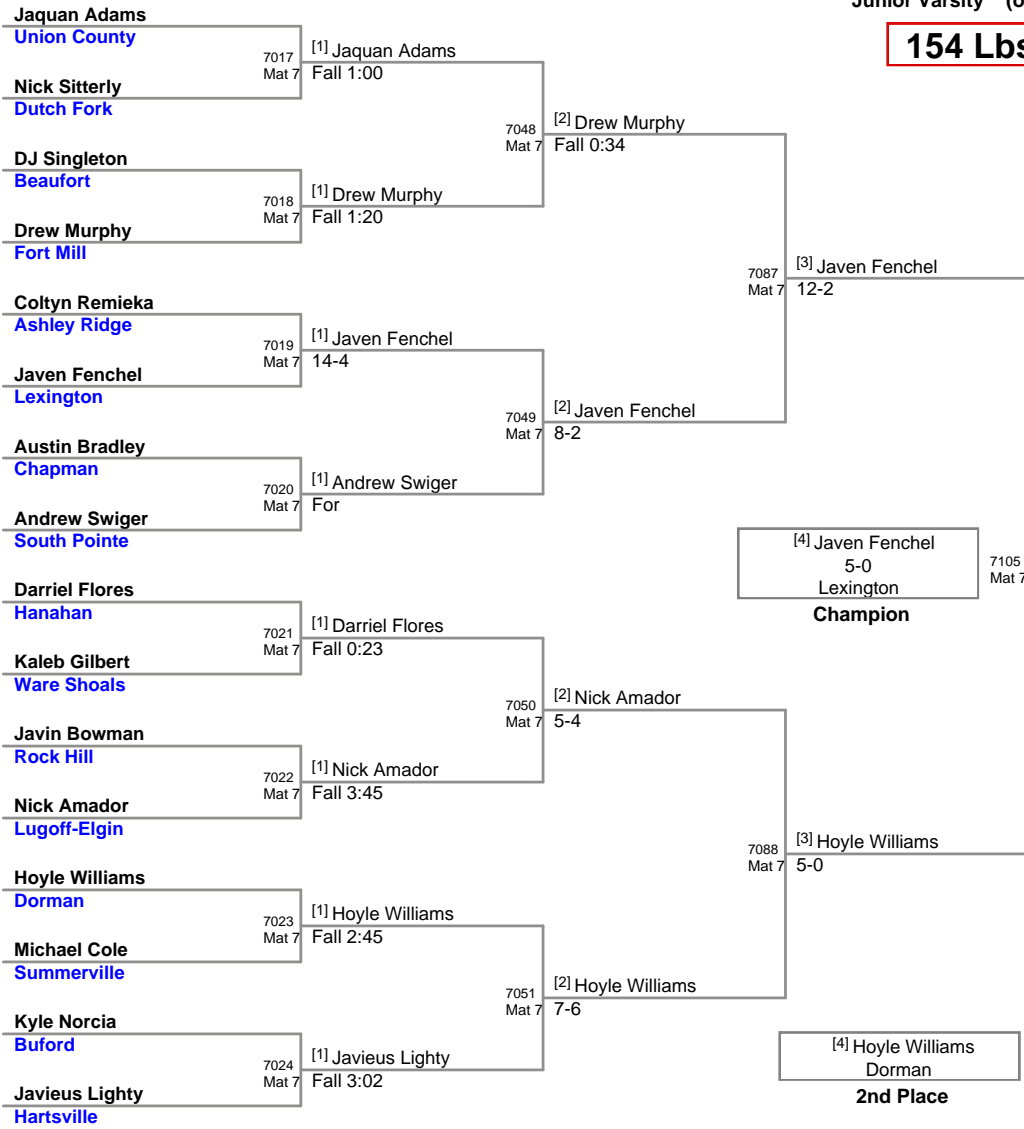 Junior Varsity
154 Lbs
Jaquan Adams
Union County
7017
Mat 7
[1] Jaquan Adams
Fall 1:00
Nick Sitterly
Dutch Fork
7048
Mat 7
[2] Drew Murphy
Fall 0:34
DJ Singleton
Beaufort
7018
Mat 7
[1] Drew Murphy
Fall 1:20
Drew Murphy
Fort Mill
7087
Mat 7
[3] Javen Fenchel
12-2
Coltyn Remieka
Ashley Ridge
7019
Mat 7
[1] Javen Fenchel
14-4
Javen Fenchel
Lexington
7049
Mat 7
[2] Javen Fenchel
8-2
Austin Bradley
Chapman
7020
Mat 7
[1] Andrew Swiger
For
Andrew Swiger
South Pointe
[4] Javen Fenchel
5-0
Lexington
Champion
7105
Mat 7
Darriel Flores
Hanahan
7021
Mat 7
[1] Darriel Flores
Fall 0:23
Kaleb Gilbert
Ware Shoals
7050
Mat 7
[2] Nick Amador
5-4
Javin Bowman
Rock Hill
7022
Mat 7
[1] Nick Amador
Fall 3:45
Nick Amador
Lugoff-Elgin
7088
Mat 7
[3] Hoyle Williams
5-0
Hoyle Williams
Dorman
7023
Mat 7
[1] Hoyle Williams
Fall 2:45
Michael Cole
Summerville
7051
Mat 7
[2] Hoyle Williams
7-6
Kyle Norcia
Buford
7024
Mat 7
[1] Javieus Lighty
Fall 3:02
Javieus Lighty
Hartsville
[4] Hoyle Williams
Dorman
2nd Place